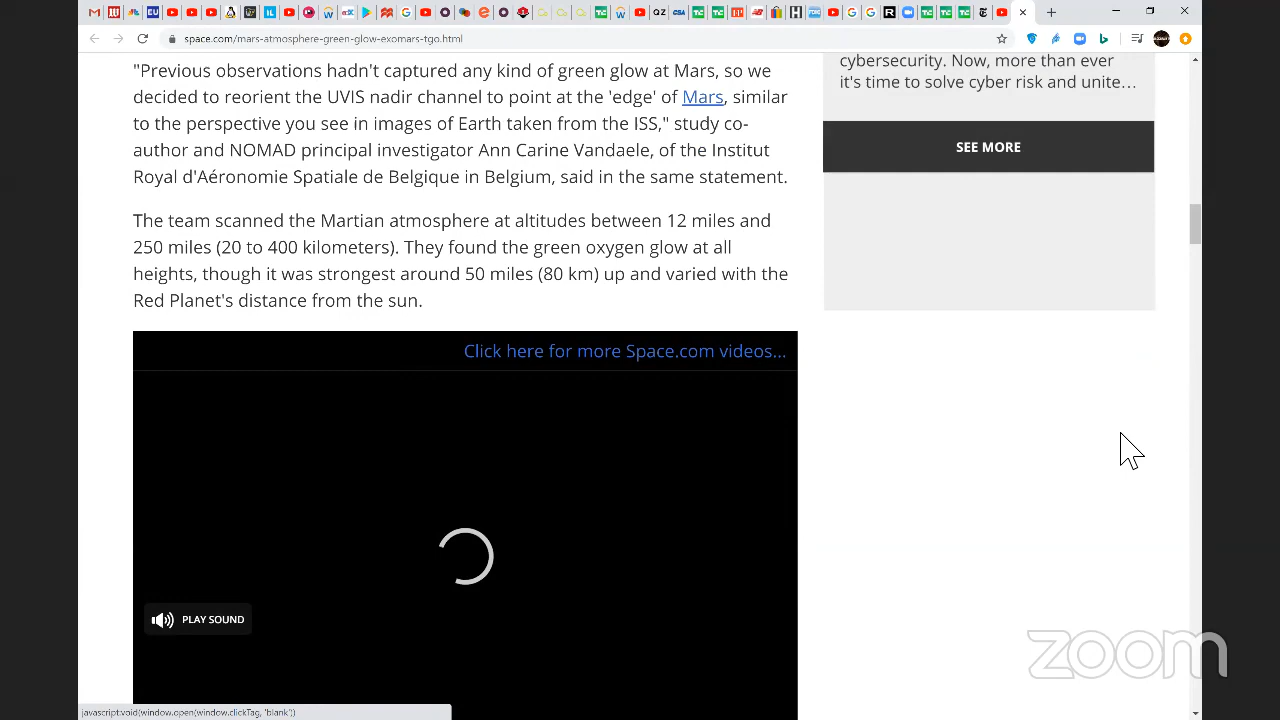 space.com/mars-atmosphere-green-glow-exomars-tgo.html
"Previous observations hadn't captured any kind of green glow at Mars, so we
decided to reorient the UVIS nadir channel to point at the 'edge' of Mars, similar
to the perspective you see in images of Earth taken from the ISS," study co-
author and NOMAD principal investigator Ann Carine Vandaele, of the Institut
Royal d'Aéronomie Spatiale de Belgique in Belgium, said in the same statement.
The team scanned the Martian atmosphere at altitudes between 12 miles and
250 miles (20 to 400 kilometers). They found the green oxygen glow at all
heights, though it was strongest around 50 miles (80 km) up and varied with the
Red Planet's distance from the sun.
Click here for more Space.com videos...
PLAY SOUND
cybersecurity. Now, more than ever
it's time to solve cyber risk and unite...
SEE MORE
zoom
javascript:void(window.open(window.clickTag, 'blank'))